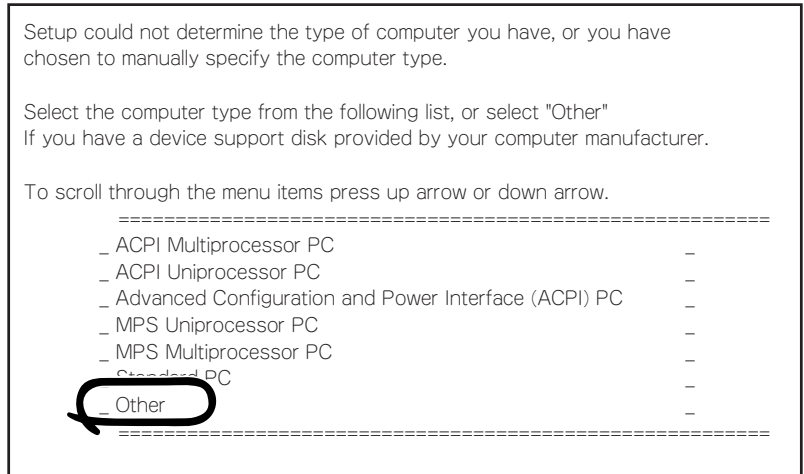 Setup could not determine the type of computer you have, or you have
chosen to manually specify the computer type.
Select the computer type from the following list, or select "Other"
If you have a device support disk provided by your computer manufacturer.
To scroll through the menu items press up arrow or down arrow.
=========================================================
_ ACPI Multiprocessor PC _
_ ACPI Uniprocessor PC _
_ Advanced Configuration and Power Interface (ACPI) PC _
_ MPS Uniprocessor PC _
_ MPS Multiprocessor PC _
_ Standard PC _
_ Other _
=========================================================